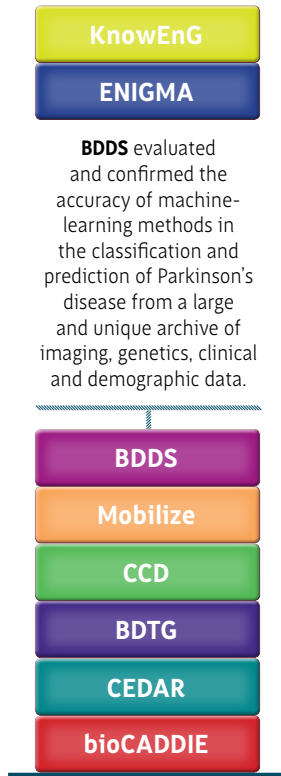 KnowEnG
ENIGMA
BDDS evaluated
and confirmed the
accuracy of machine-
learning methods in
the classification and
prediction of Parkinson's
disease from a large
and unique archive of
imaging, genetics, clinical
and demographic data.
BDDS
Mobilize
CCD
BDTG
CEDAR
bioCADDIE